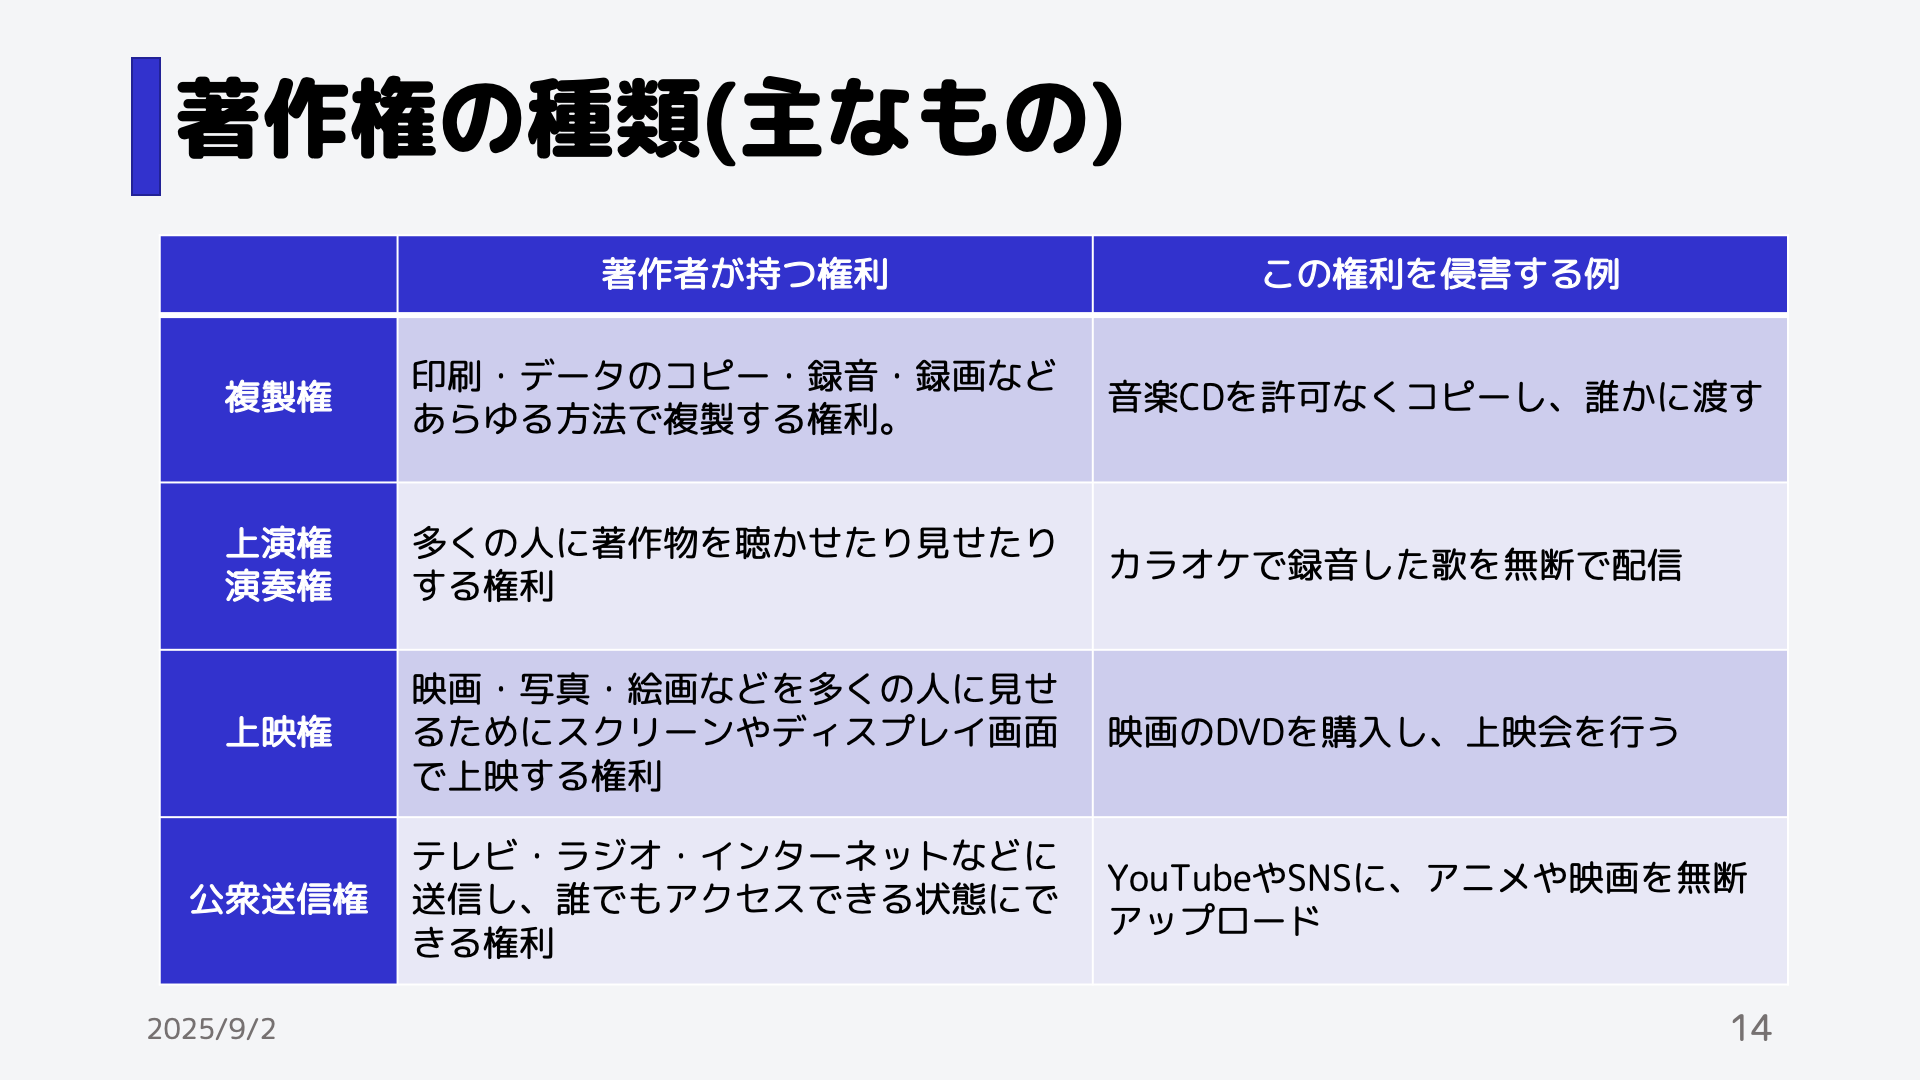 著作権の種類(主なもの)
著作者が持つ権利
この権利を侵害する例
複製権
印刷・データのコピー・録音・録画など
あらゆる方法で複製する権利。
音楽CDを許可なくコピーし、誰かに渡す
上演権
演奏権
多くの人に著作物を聴かせたり見せたり
する権利
カラオケで録音した歌を無断で配信
上映権
映画・写真・絵画などを多くの人に見せ
るためにスクリーンやディスプレイ画面
で上映する権利
映画のDVDを購入し、上映会を行う
公衆送信権
テレビ・ラジオ・インターネットなどに
送信し、誰でもアクセスできる状態にで
きる権利
YouTubeやSNSに、アニメや映画を無断
アップロード
2025/9/2
14